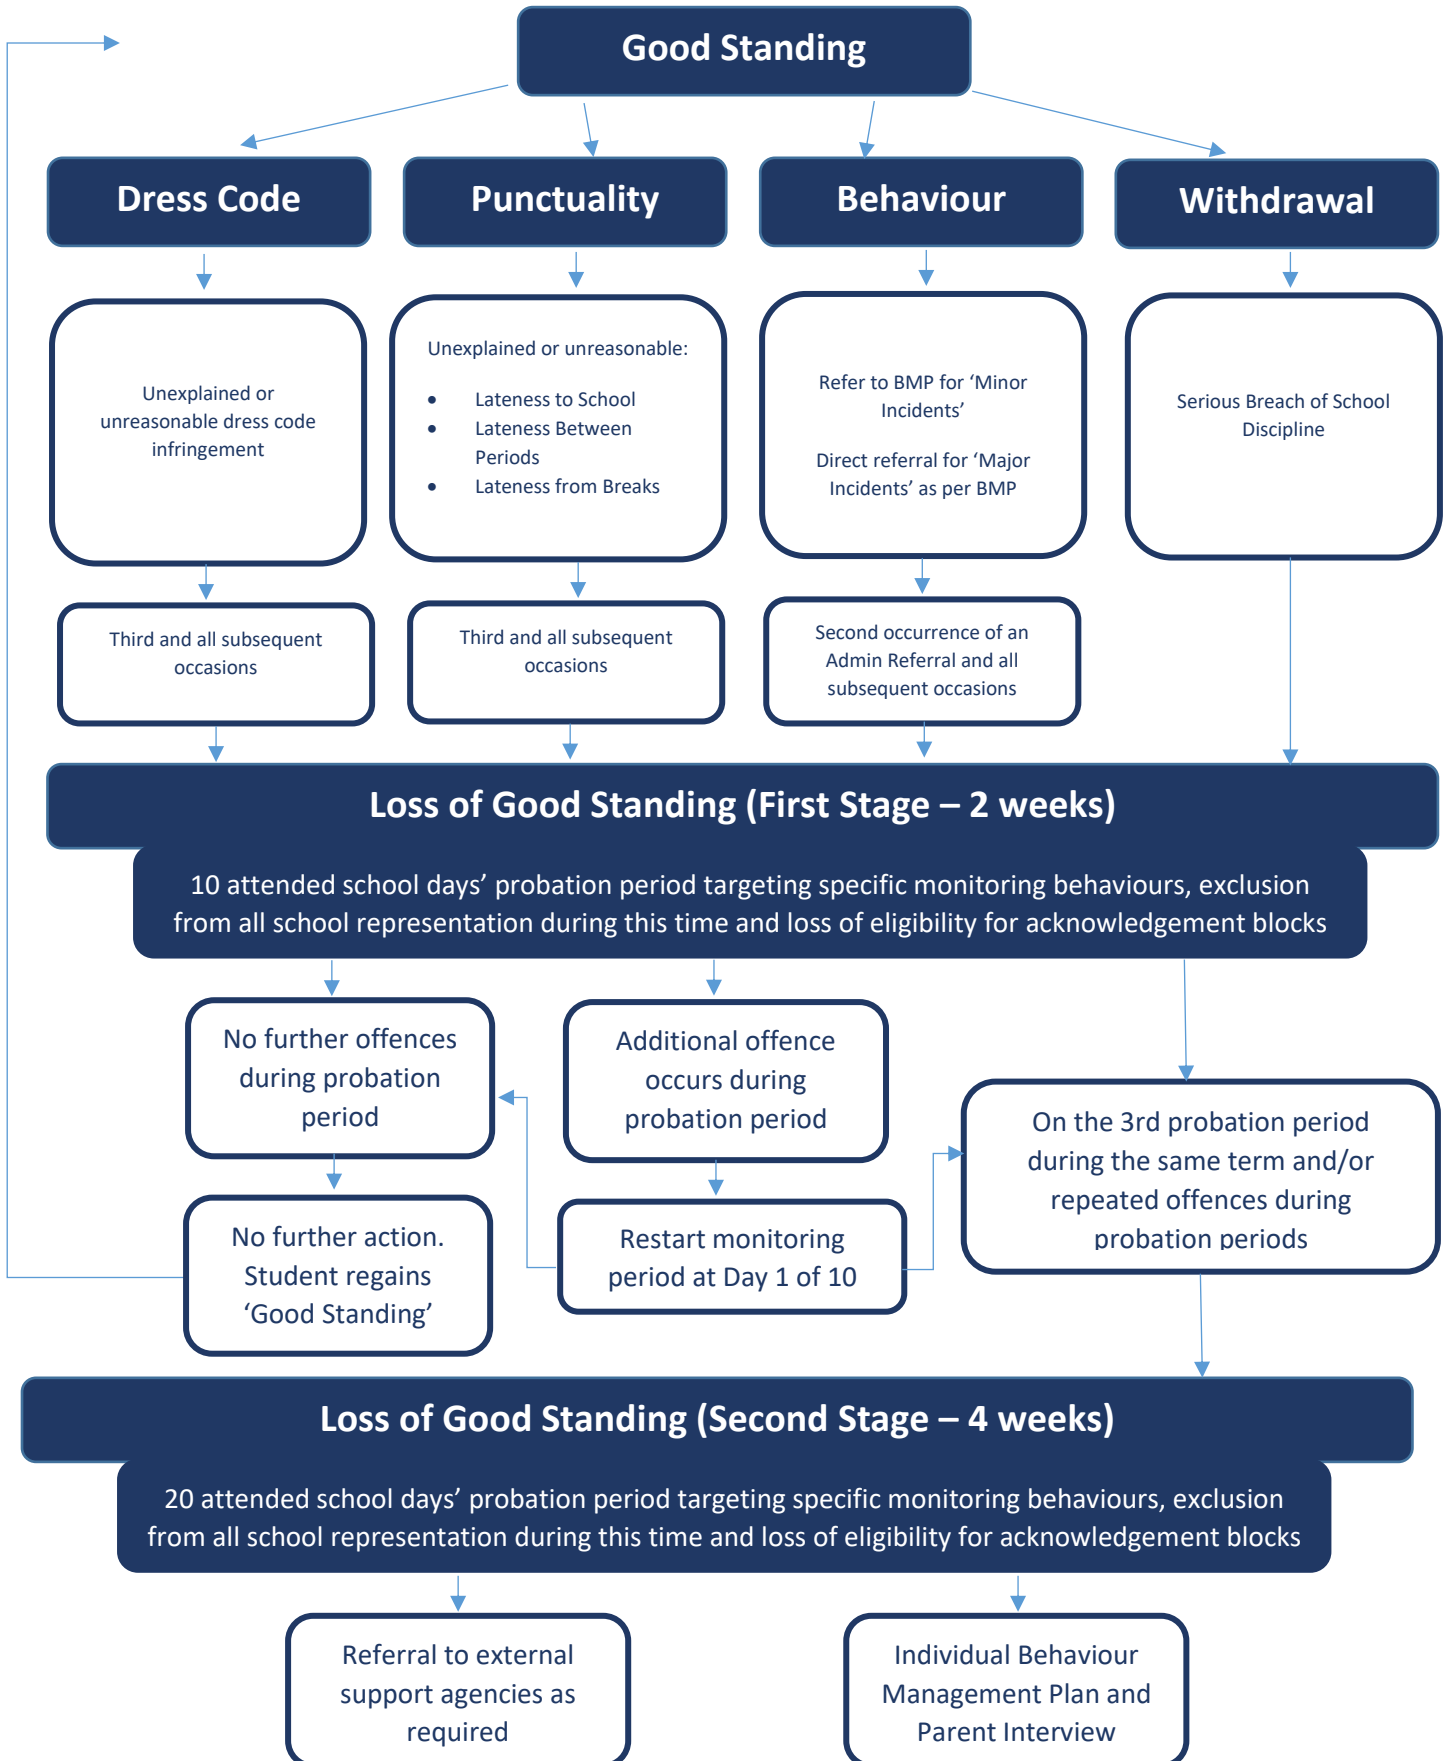 Good Standing
Dress Code
Punctuality
Behaviour
Withdrawal
Unexplained or
unreasonable dress code
infringement
Unexplained or unreasonable:
• Lateness to School
• Lateness Between
Periods
• Lateness from Breaks
Refer to BMP for ‘Minor
Incidents’
Direct referral for ‘Major
Incidents’ as per BMP
Serious Breach of School
Discipline
Third and all subsequent
occasions
Third and all subsequent
occasions
Second occurrence of an
Admin Referral and all
subsequent occasions
Loss of Good Standing (First Stage – 2 weeks)
10 attended school days’ probation period targeting specific monitoring behaviours, exclusion
from all school representation during this time and loss of eligibility for acknowledgement blocks
No further offences
during probation
period
Additional offence
occurs during
probation period
On the 3rd probation period
during the same term and/or
repeated offences during
probation periods
No further action.
Student regains
‘Good Standing’
Restart monitoring
period at Day 1 of 10
Loss of Good Standing (Second Stage – 4 weeks)
20 attended school days’ probation period targeting specific monitoring behaviours, exclusion
from all school representation during this time and loss of eligibility for acknowledgement blocks
Referral to external
support agencies as
required
Individual Behaviour
Management Plan and
Parent Interview